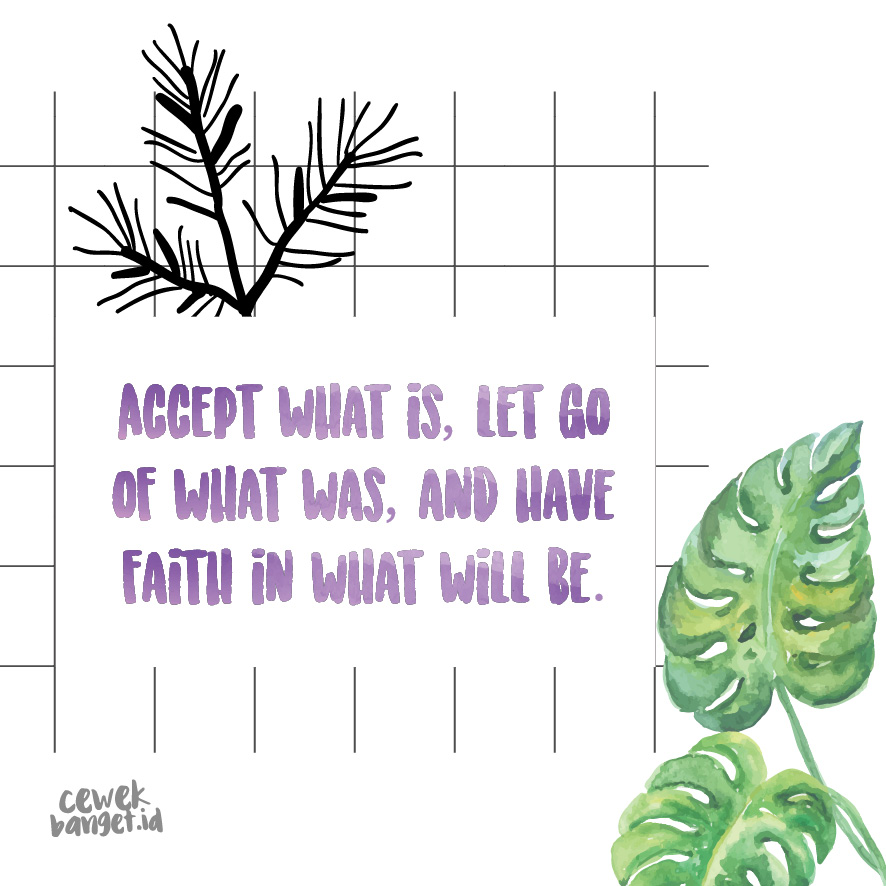 ACCEPT WHAT iS, LET GO
OF WHAT WAS, AND HAVE
FAiTH iN WHAT WiLL BE.
cewek
banget.id